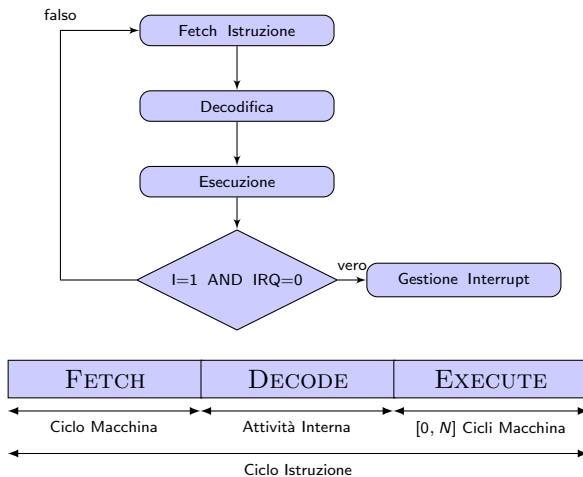 falso
Fetch Istruzione
Decodifica
Esecuzione
I=1 AND IRQ=0
vero
Gestione Interrupt
FETCH DECODE EXECUTE
Ciclo Macchina Attività Interna [0, N] Cicli Macchina
Ciclo Istruzione